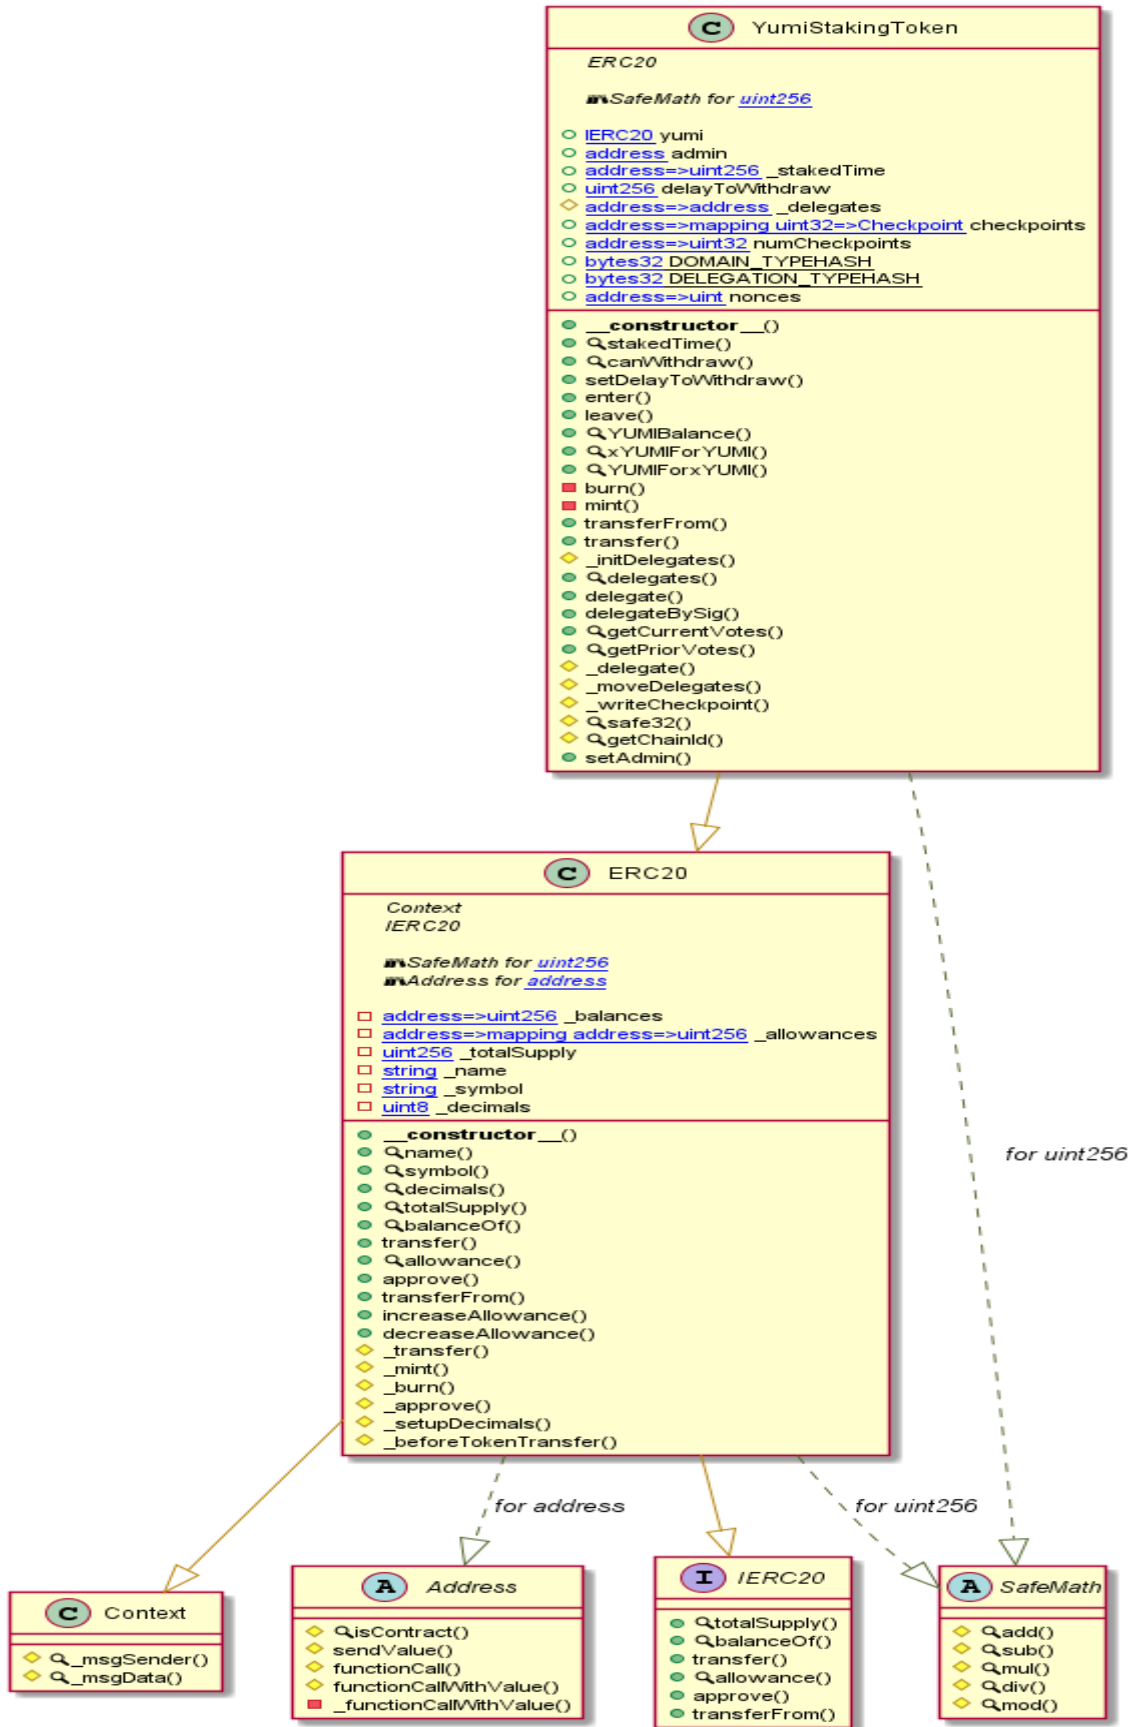 C YumiStakingToken
ERC20
SafeMath for uint256
IERC20 yumi
address admin
address=>uint256 _stakedTime
uint256 delayToWithdraw
address=>address _delegates
address=>mapping uint32=>Checkpoint checkpoints
address=>uint32 numCheckpoints
bytes32 DOMAIN_TYPEHASH
bytes32 DELEGATION_TYPEHASH
address=>uint nonces
__constructor__()
stakedTime()
canWithdraw()
setDelayToWithdraw()
enter()
leave()
YUMIBalance()
xYUMIForYUMI()
YUMIForxYUMI()
burn()
mint()
transferFrom()
transfer()
_initDelegates()
delegates()
delegate()
delegateBySig()
getCurrentVotes()
getPriorVotes()
_delegate()
_moveDelegates()
_writeCheckpoint()
safe32()
getChainId()
setAdmin()
C ERC20
Context
IERC20
SafeMath for uint256
Address for address
address=>uint256 _balances
address=>mapping address=>uint256 _allowances
uint256 _totalSupply
string _name
string _symbol
uint8 _decimals
__constructor__()
name()
symbol()
decimals()
totalSupply()
balanceOf()
transfer()
allowance()
approve()
transferFrom()
increaseAllowance()
decreaseAllowance()
_transfer()
_mint()
_burn()
_approve()
_setupDecimals()
_beforeTokenTransfer()
for uint256
for address
for uint256
C Context
_msgSender()
_msgData()
A Address
isContract()
sendValue()
functionCall()
functionCallWithValue()
_functionCallWithValue()
I IERC20
totalSupply()
balanceOf()
transfer()
allowance()
approve()
transferFrom()
A SafeMath
add()
sub()
mul()
div()
mod()